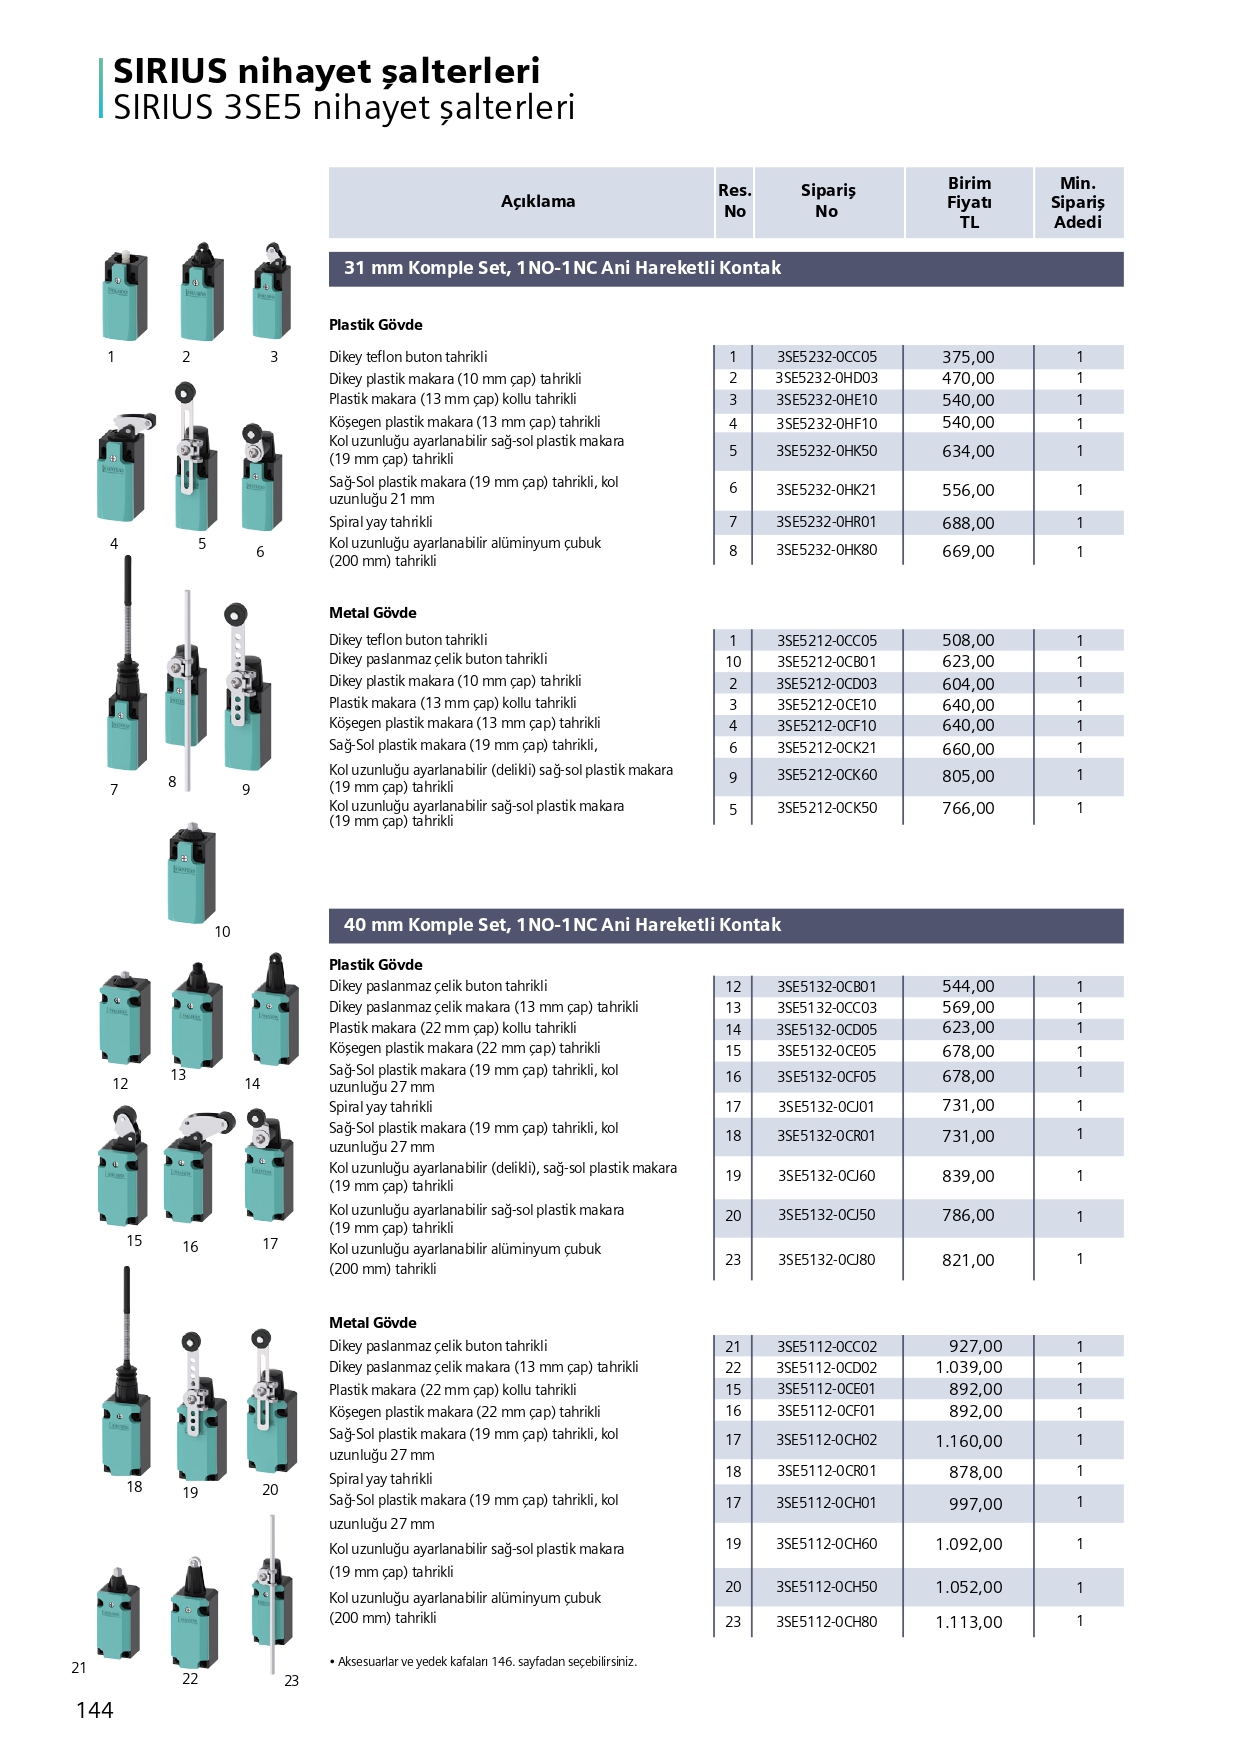 SIRIUS nihayet şalterleri
SIRIUS 3SE5 nihayet şalterleri
Açıklama Res. No Sipariş No Birim Fiyatı TL Min. Sipariş Adedi
31 mm Komple Set, 1NO-1NC Ani Hareketli Kontak
Plastik Gövde
Dikey teflon buton tahrikli 1 3SE5232-0CC05 375,00 1
Dikey plastik makara (10 mm çap) tahrikli 2 3SE5232-0HD03 470,00 1
Plastik makara (13 mm çap) kollu tahrikli 3 3SE5232-0HE10 540,00 1
Köşegen plastik makara (13 mm çap) tahrikli 4 3SE5232-0HF10 540,00 1
Kol uzunluğu ayarlanabilir sağ-sol plastik makara
(19 mm çap) tahrikli 5 3SE5232-0HK50 634,00 1
Sağ-Sol plastik makara (19 mm çap) tahrikli, kol
uzunluğu 21 mm 6 3SE5232-0HK21 556,00 1
Spiral yay tahrikli 7 3SE5232-0HR01 688,00 1
Kol uzunluğu ayarlanabilir alüminyum çubuk
(200 mm) tahrikli 8 3SE5232-0HK80 669,00 1
Metal Gövde
Dikey teflon buton tahrikli 1 3SE5212-0CC05 508,00 1
Dikey paslanmaz çelik buton tahrikli 10 3SE5212-0CB01 623,00 1
Dikey plastik makara (10 mm çap) tahrikli 2 3SE5212-0CD03 604,00 1
Plastik makara (13 mm çap) kollu tahrikli 3 3SE5212-0CE10 640,00 1
Köşegen plastik makara (13 mm çap) tahrikli 4 3SE5212-0CF10 640,00 1
Sağ-Sol plastik makara (19 mm çap) tahrikli, 6 3SE5212-0CK21 660,00 1
Kol uzunluğu ayarlanabilir (delikli) sağ-sol plastik makara
(19 mm çap) tahrikli 9 3SE5212-0CK60 805,00 1
Kol uzunluğu ayarlanabilir sağ-sol plastik makara
(19 mm çap) tahrikli 5 3SE5212-0CK50 766,00 1
40 mm Komple Set, 1NO-1NC Ani Hareketli Kontak
Plastik Gövde
Dikey paslanmaz çelik buton tahrikli 12 3SE5132-0CB01 544,00 1
Dikey paslanmaz çelik makara (13 mm çap) tahrikli 13 3SE5132-0CC03 569,00 1
Plastik makara (22 mm çap) kollu tahrikli 14 3SE5132-0CD05 623,00 1
Köşegen plastik makara (22 mm çap) tahrikli 15 3SE5132-0CE05 678,00 1
Sağ-Sol plastik makara (19 mm çap) tahrikli, kol
uzunluğu 27 mm 16 3SE5132-0CF05 678,00 1
Spiral yay tahrikli 17 3SE5132-0CJ01 731,00 1
Sağ-Sol plastik makara (19 mm çap) tahrikli, kol
uzunluğu 27 mm 18 3SE5132-0CR01 731,00 1
Kol uzunluğu ayarlanabilir (delikli), sağ-sol plastik makara
(19 mm çap) tahrikli 19 3SE5132-0CJ60 839,00 1
Kol uzunluğu ayarlanabilir sağ-sol plastik makara
(19 mm çap) tahrikli 20 3SE5132-0CJ50 786,00 1
Kol uzunluğu ayarlanabilir alüminyum çubuk
(200 mm) tahrikli 23 3SE5132-0CJ80 821,00 1
Metal Gövde
Dikey paslanmaz çelik buton tahrikli 21 3SE5112-0CC02 927,00 1
Dikey paslanmaz çelik makara (13 mm çap) tahrikli 22 3SE5112-0CD02 1.039,00 1
Plastik makara (22 mm çap) kollu tahrikli 15 3SE5112-0CE01 892,00 1
Köşegen plastik makara (22 mm çap) tahrikli 16 3SE5112-0CF01 892,00 1
Sağ-Sol plastik makara (19 mm çap) tahrikli, kol
uzunluğu 27 mm 17 3SE5112-0CH02 1.160,00 1
Spiral yay tahrikli 18 3SE5112-0CR01 878,00 1
Sağ-Sol plastik makara (19 mm çap) tahrikli, kol
uzunluğu 27 mm 17 3SE5112-0CH01 997,00 1
Kol uzunluğu ayarlanabilir sağ-sol plastik makara
(19 mm çap) tahrikli 19 3SE5112-0CH60 1.092,00 1
20 3SE5112-0CH50 1.052,00 1
Kol uzunluğu ayarlanabilir alüminyum çubuk
(200 mm) tahrikli 23 3SE5112-0CH80 1.113,00 1
• Aksesuarlar ve yedek kafaları 146. sayfadan seçebilirsiniz.
1 2 3
4 5 6
7 8 9
10
12 13 14
15 16 17
18 19 20
21 22 23
144